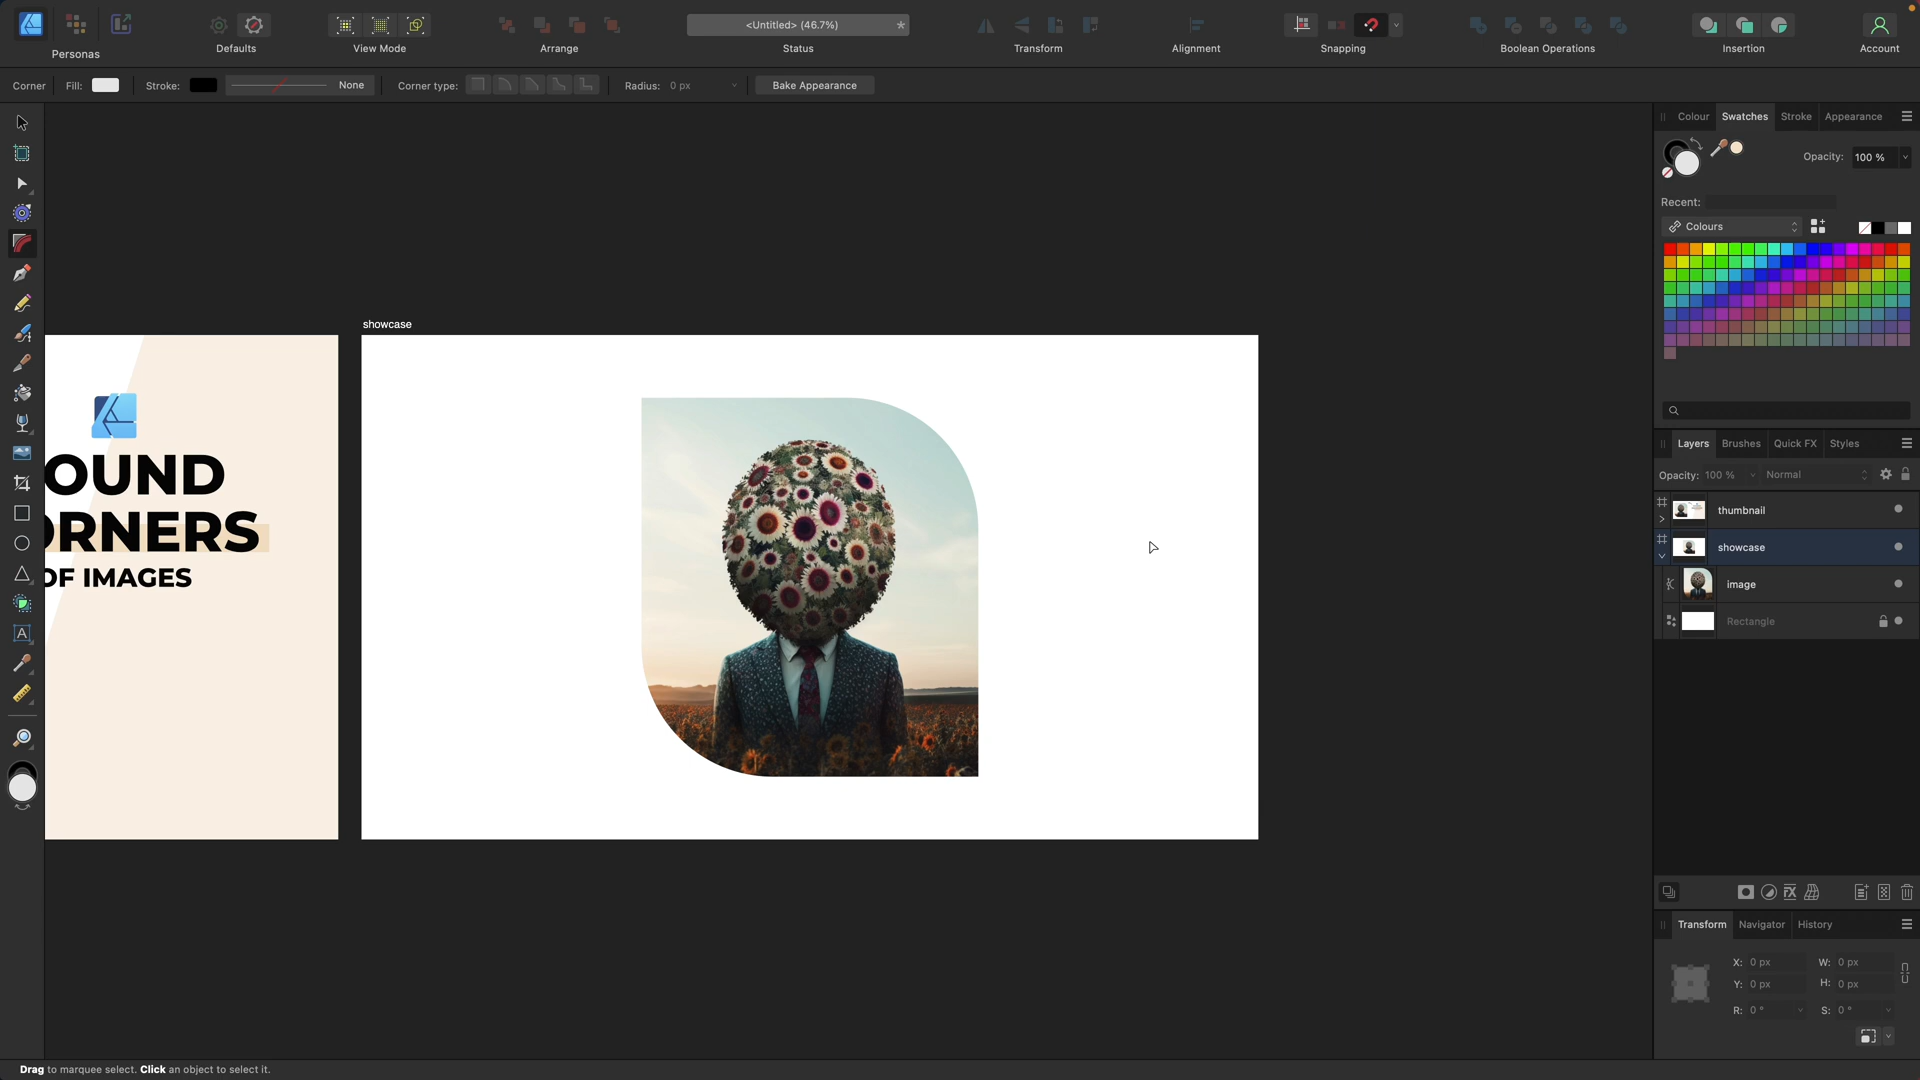 <Untitled> (46.7%)
*
Personas
Defaults
View Mode
Arrange
Status
Transform
Alignment
Snapping
Boolean Operations
Insertion
Account
Corner
Fill:
Stroke:
None
Corner type:
Radius: 0 px
Bake Appearance
Colour
Swatches
Stroke
Appearance
Opacity: 100 %
Recent:
Colours
showcase
OUND
ORNERS
OF IMAGES
Layers
Brushes
Quick FX
Styles
Opacity: 100 %
Normal
thumbnail
showcase
image
Rectangle
Transform
Navigator
History
X: 0 px
W: 0 px
Y: 0 px
H: 0 px
R: 0 °
S: 0 °
A
Drag to marquee select. Click an object to select it.